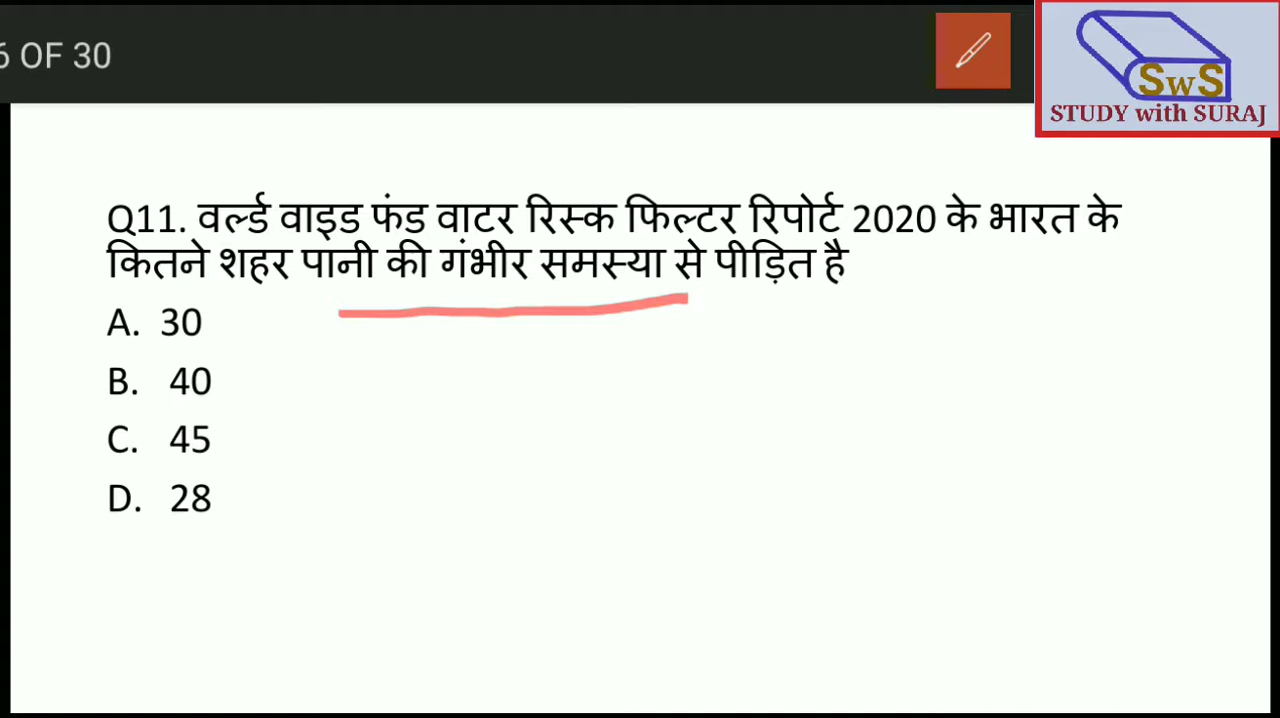 6 OF 30
SwS
STUDY with SURAJ
Q11. वर्ल्ड वाइड फंड वाटर रिस्क फिल्टर रिपोर्ट 2020 के भारत के
कितने शहर पानी की गंभीर समस्या से पीड़ित है
A. 30
B. 40
C. 45
D. 28